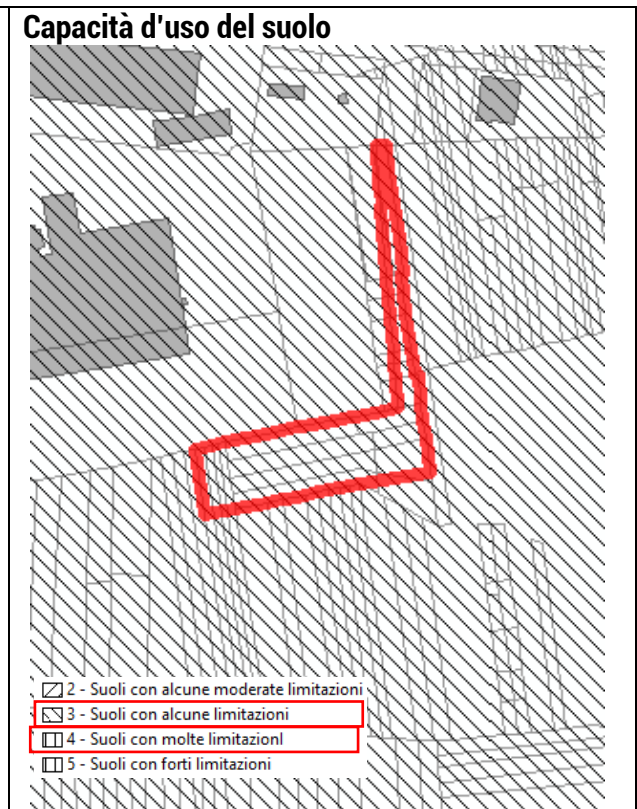 Capacità d'uso del suolo
2 - Suoli con alcune moderate limitazioni
3 - Suoli con alcune limitazioni
4 - Suoli con molte limitazionI
5 - Suoli con forti limitazioni